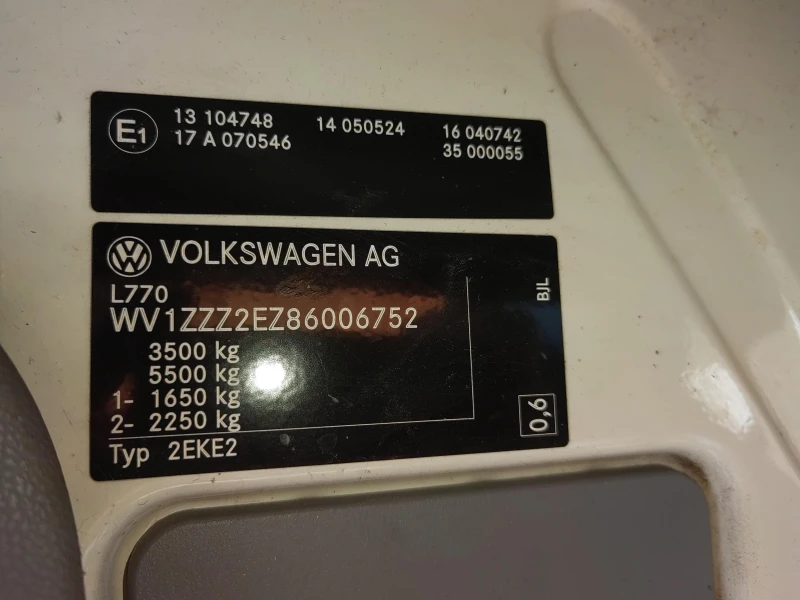 E1 13 104748 14 050524 16 040742
17 A 070546 35 000055
VW VOLKSWAGEN AG
L770 BJL
WV1ZZZ2EZ86006752
3500 kg
5500 kg
1- 1650 kg
2- 2250 kg 0,6
Typ 2EKE2